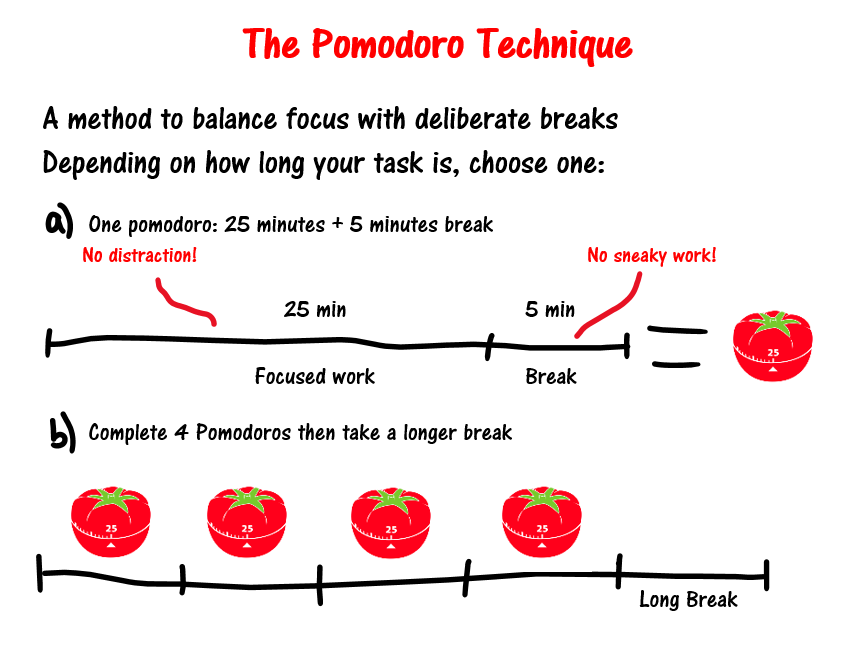 The Pomodoro Technique
A method to balance focus with deliberate breaks
Depending on how long your task is, choose one:
a) One pomodoro: 25 minutes + 5 minutes break
No distraction!
No sneaky work!
25 min
5 min
25
Focused work
Break
b) Complete 4 Pomodoros then take a longer break
25
25
25
25
Long Break